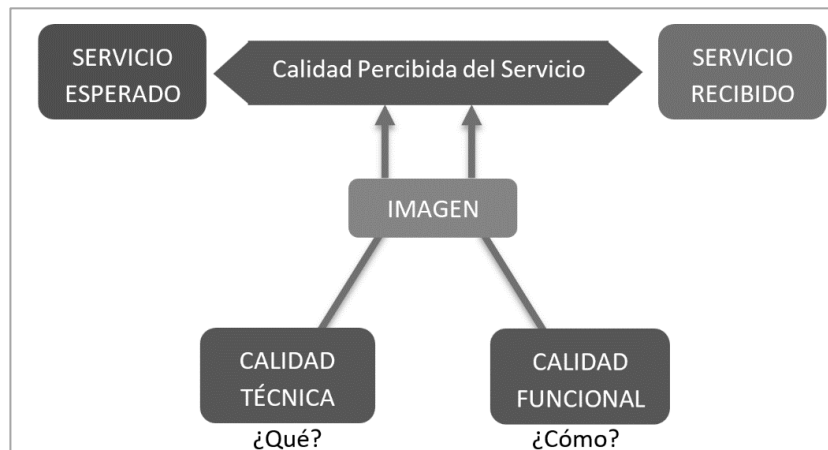 SERVICIO
ESPERADO
Calidad Percibida del Servicio
SERVICIO
RECIBIDO
IMAGEN
CALIDAD
TÉCNICA
¿Qué?
CALIDAD
FUNCIONAL
¿Cómo?